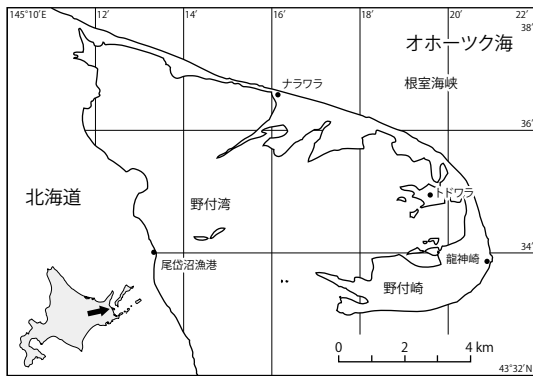 145°10′E
12′
14′
16′
18′
20′
22′
38′
オホーツク海
ナラワラ
根室海峡
36′
北海道
野付湾
トドワラ
尾岱沼漁港
34′
龍神崎
野付崎
0 2 4 km
43°32′N